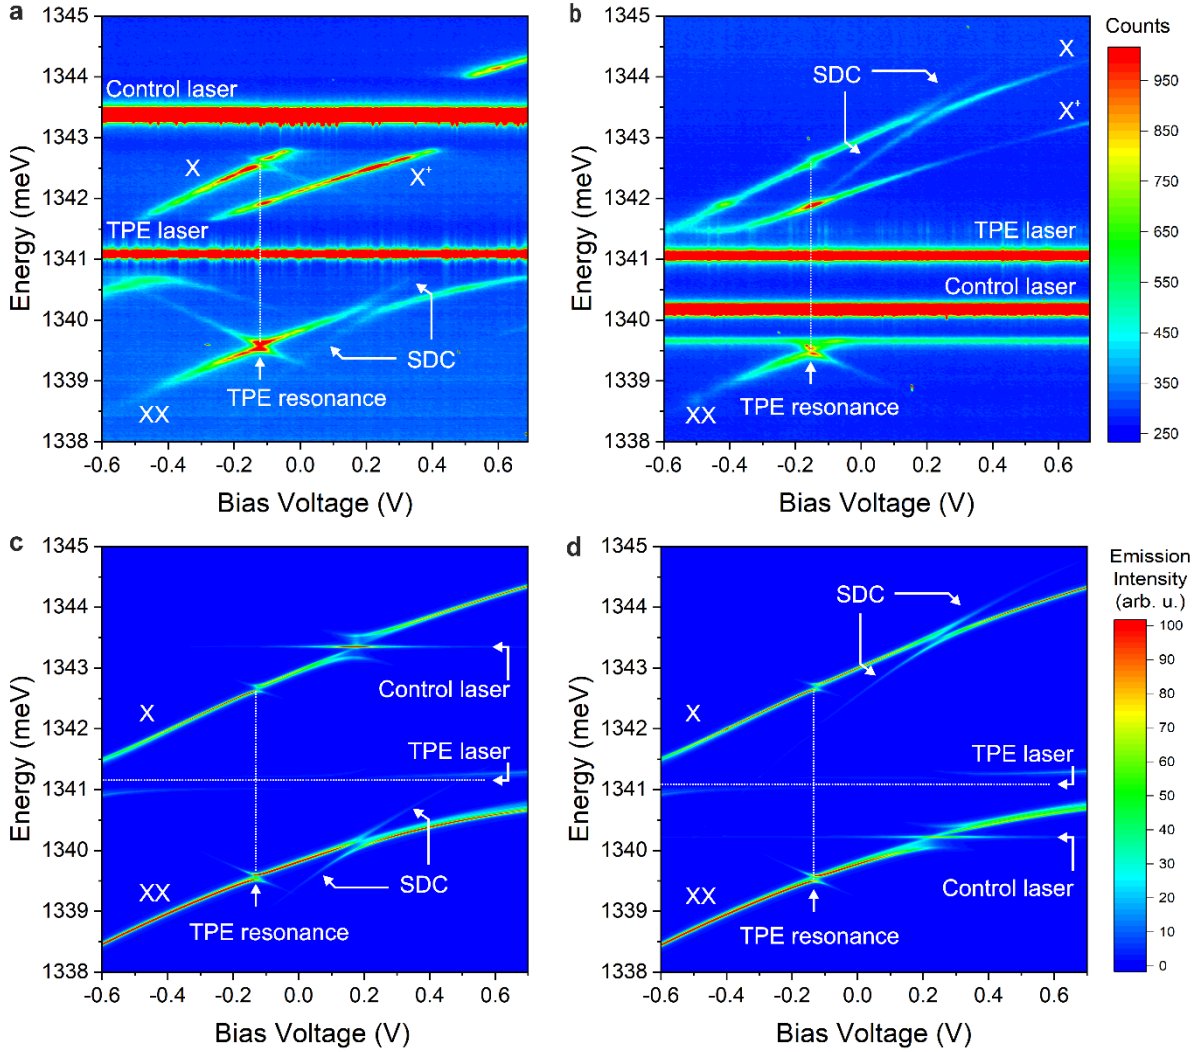 a
1345
1344
1343
1342
1341
1340
1339
1338
Energy (meV)
Control laser
X
X+
TPE laser
SDC
TPE resonance
XX
-0.6 -0.4 -0.2 0.0 0.2 0.4 0.6
Bias Voltage (V)
b
1345
1344
1343
1342
1341
1340
1339
1338
Energy (meV)
SDC
X
X+
TPE laser
Control laser
XX
TPE resonance
-0.6 -0.4 -0.2 0.0 0.2 0.4 0.6
Bias Voltage (V)
Counts
950
850
750
650
550
450
350
250
c
1345
1344
1343
1342
1341
1340
1339
1338
Energy (meV)
Control laser
X
TPE laser
XX
SDC
TPE resonance
-0.6 -0.4 -0.2 0.0 0.2 0.4 0.6
Bias Voltage (V)
d
1345
1344
1343
1342
1341
1340
1339
1338
Energy (meV)
SDC
X
TPE laser
XX
Control laser
TPE resonance
-0.6 -0.4 -0.2 0.0 0.2 0.4 0.6
Bias Voltage (V)
Emission
Intensity
(arb. u.)
100
90
80
70
60
50
40
30
20
10
0